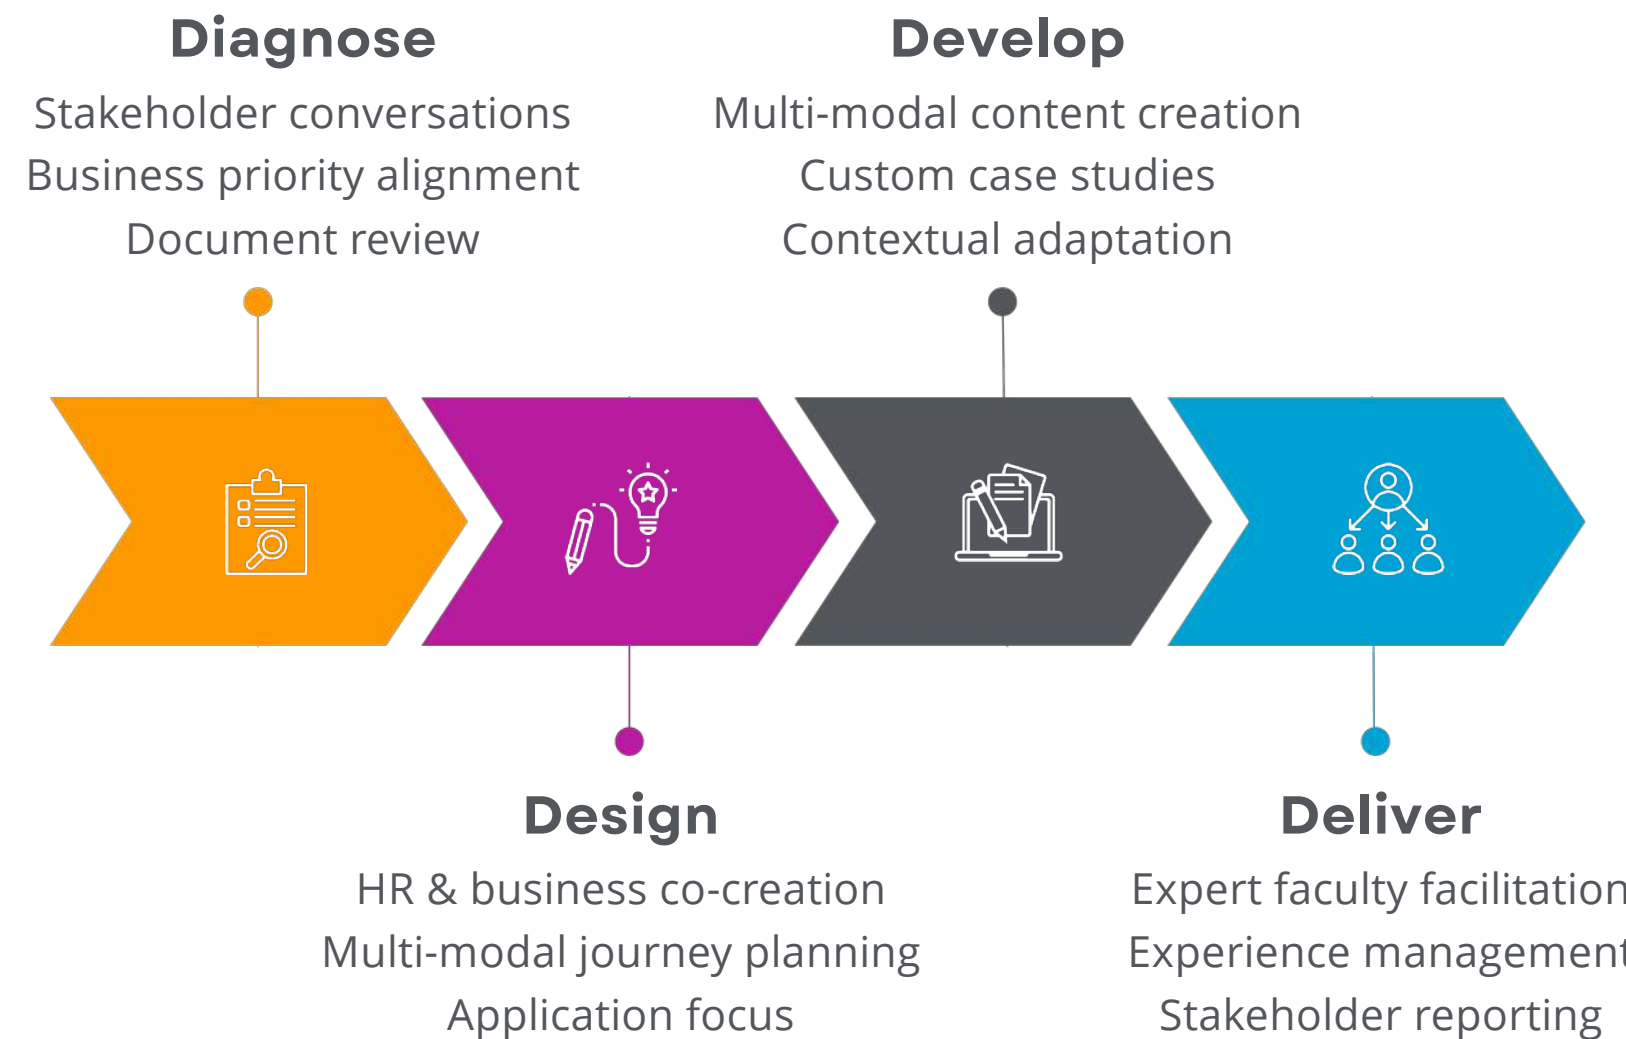 Diagnose
Stakeholder conversations
Business priority alignment
Document review
Develop
Multi-modal content creation
Custom case studies
Contextual adaptation
Design
HR & business co-creation
Multi-modal journey planning
Application focus
Deliver
Expert faculty facilitation
Experience management
Stakeholder reporting